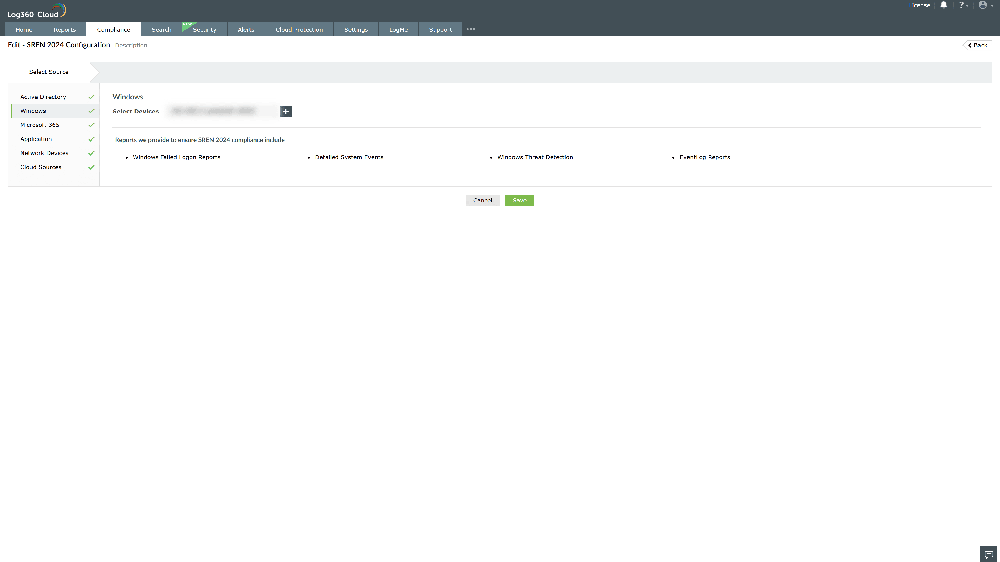 License
Log360 Cloud
Home Reports Compliance Search NEW Security Alerts Cloud Protection Settings LogMe Support
Edit - SREN 2024 Configuration Description
Back
Select Source
Active Directory
Windows
Microsoft 365
Application
Network Devices
Cloud Sources
Windows
Select Devices
Reports we provide to ensure SREN 2024 compliance include
• Windows Failed Logon Reports • Detailed System Events • Windows Threat Detection • EventLog Reports
Cancel Save